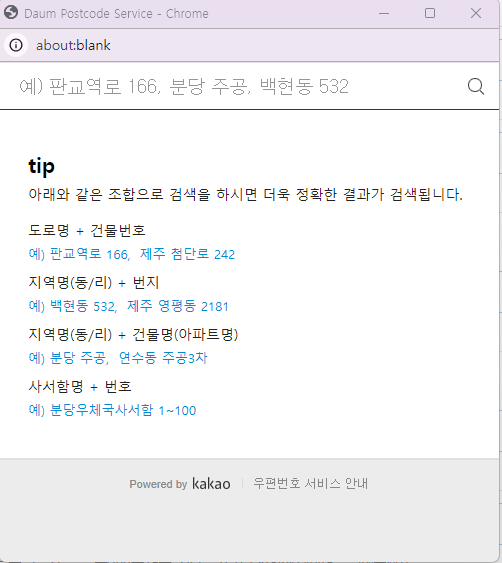 Daum Postcode Service - Chrome
about:blank
예) 판교역로 166, 분당 주공, 백현동 532
tip
아래와 같은 조합으로 검색을 하시면 더욱 정확한 결과가 검색됩니다.
도로명 + 건물번호
예) 판교역로 166, 제주 첨단로 242
지역명(동/리) + 번지
예) 백현동 532, 제주 영평동 2181
지역명(동/리) + 건물명(아파트명)
예) 분당 주공, 연수동 주공3차
사서함명 + 번호
예) 분당우체국사서함 1~100
Powered by kakao 우편번호 서비스 안내